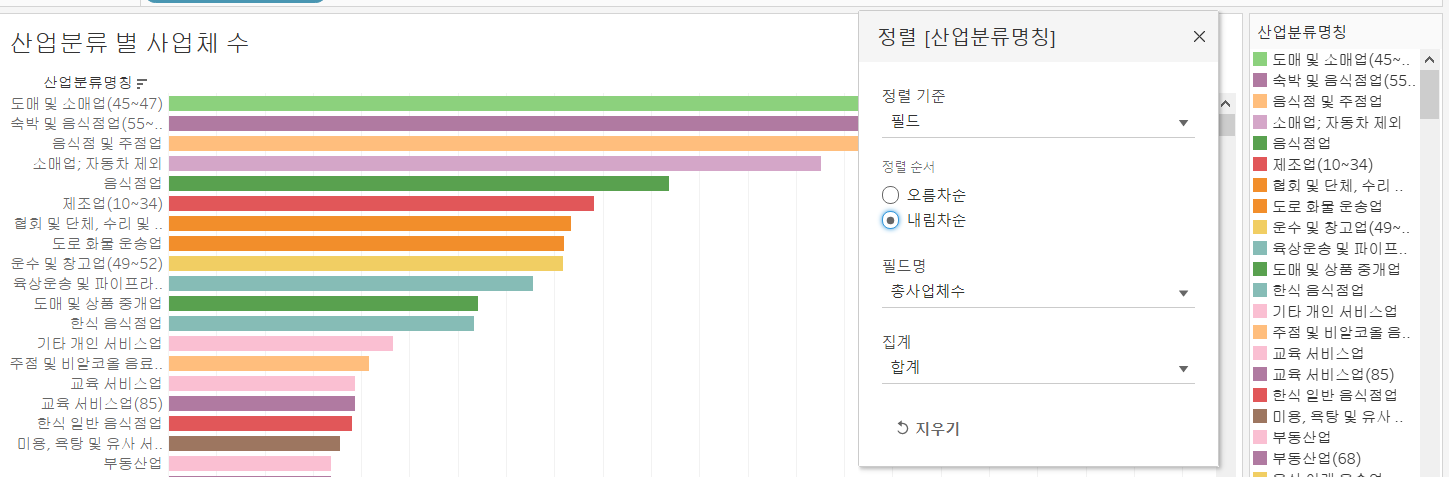 산업분류 별 사업체 수
산업분류명칭
도매 및 소매업(45~47)
숙박 및 음식점업(55~..
음식점 및 주점업
소매업; 자동차 제외
음식점업
제조업(10~34)
협회 및 단체, 수리 및 ..
도로 화물 운송업
운수 및 창고업(49~52)
육상운송 및 파이프라..
도매 및 상품 중개업
한식 음식점업
기타 개인 서비스업
주점 및 비알코올 음료..
교육 서비스업
교육 서비스업(85)
한식 일반 음식점업
미용, 욕탕 및 유사 서..
부동산업
정렬 [산업분류명칭]
정렬 기준
필드
정렬 순서
오름차순
내림차순
필드명
총사업체수
집계
합계
지우기
산업분류명칭
도매 및 소매업(45~..
숙박 및 음식점업(55..
음식점 및 주점업
소매업; 자동차 제외
음식점업
제조업(10~34)
협회 및 단체, 수리 ..
도로 화물 운송업
운수 및 창고업(49~..
육상운송 및 파이프..
도매 및 상품 중개업
한식 음식점업
기타 개인 서비스업
주점 및 비알코올 음..
교육 서비스업
교육 서비스업(85)
한식 일반 음식점업
미용, 욕탕 및 유사 ..
부동산업
부동산업(68)